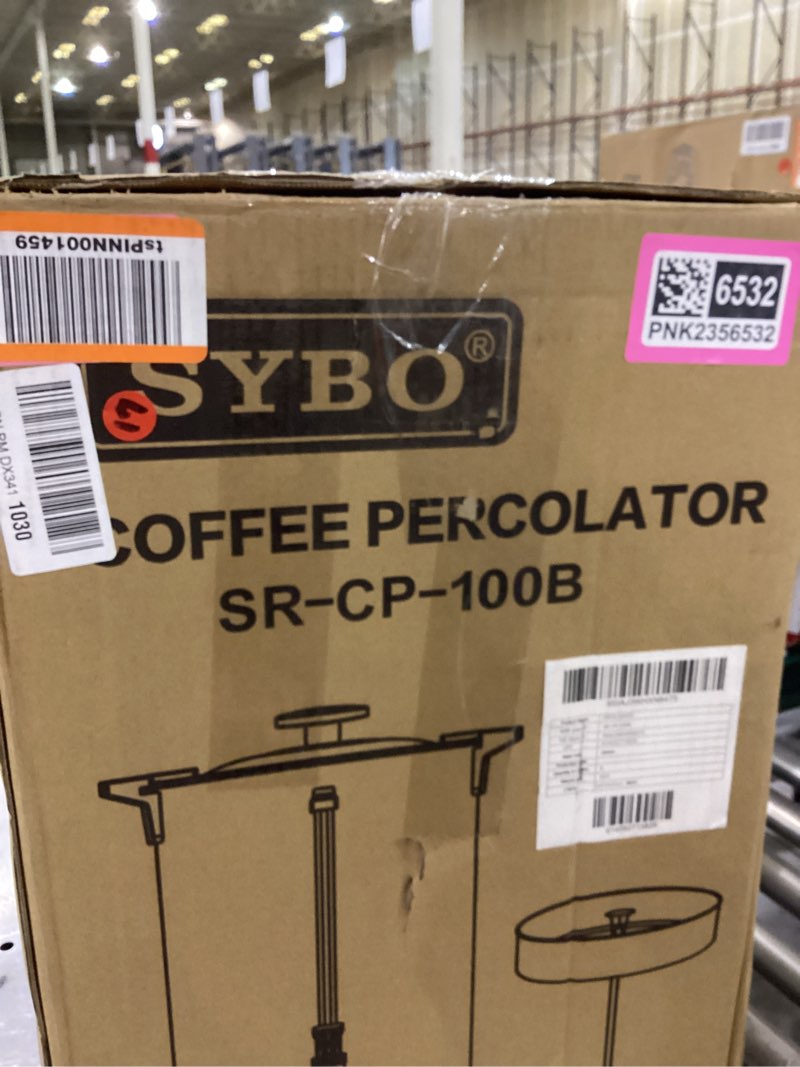 tsPINN001459
6532
PNK2356532
SYBO®
DX341 1030
COFFEE PERCOLATOR
SR-CP-100B